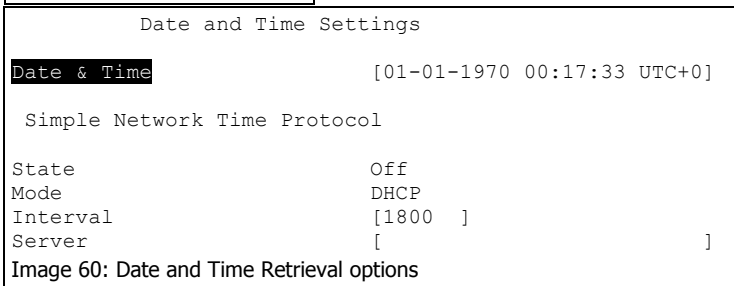 Date and Time Settings
Date & Time [01-01-1970 00:17:33 UTC+0]
Simple Network Time Protocol
State Off
Mode DHCP
Interval [1800 ]
Server [ ]
Image 60: Date and Time Retrieval options